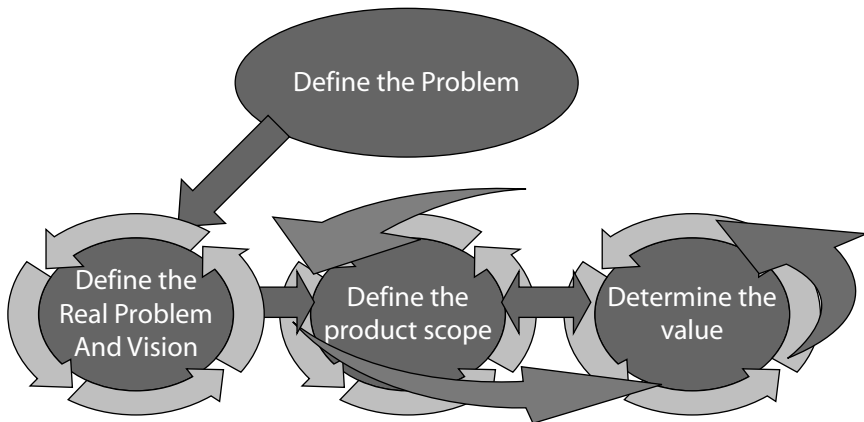 Define the Problem
Define the
Real Problem
And Vision
Define the
product scope
Determine the
value